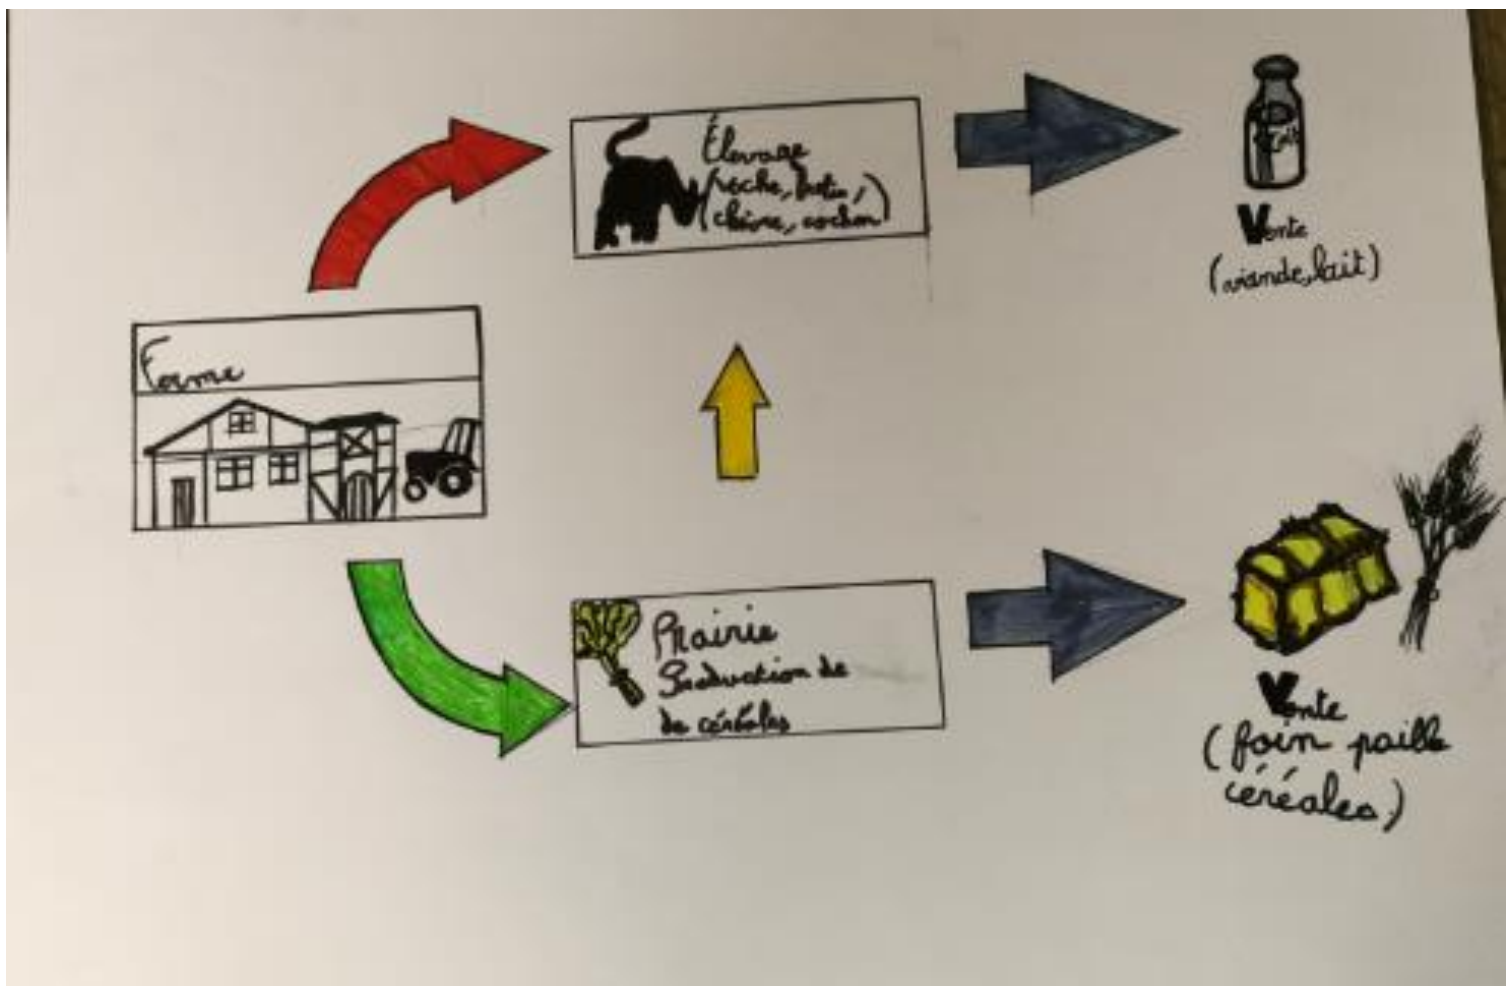 Ferme
Élevage
(vache,
chèvre, cochon)
Vente
(viande, lait)
Prairie
Production de
de céréales
Vente
(foin paille
céréales)